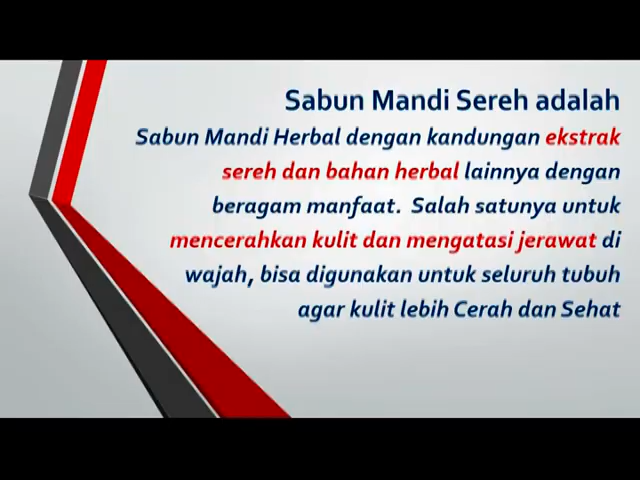 Sabun Mandi Sereh adalah
Sabun Mandi Herbal dengan kandungan ekstrak
sereh dan bahan herbal lainnya dengan
beragam manfaat. Salah satunya untuk
mencerahkan kulit dan mengatasi jerawat di
wajah, bisa digunakan untuk seluruh tubuh
agar kulit lebih Cerah dan Sehat